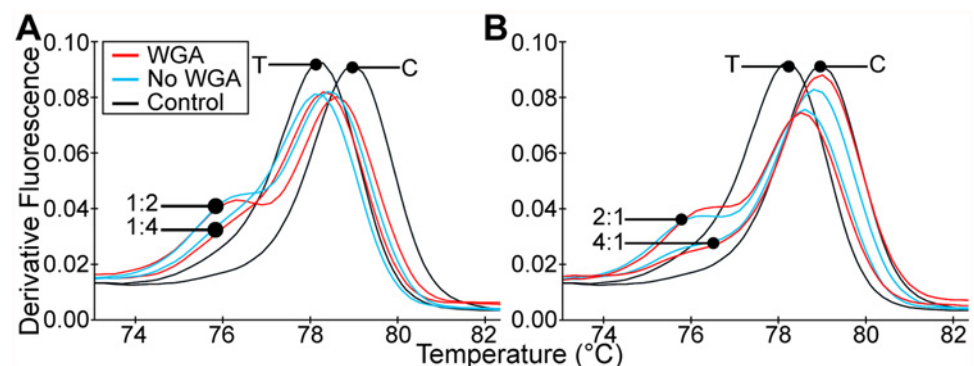 A
B
Derivative Fluorescence
0.10
0.08
0.06
0.04
0.02
0.00
WGA
No WGA
Control
T
C
1:2
1:4
74
76
78
80
82
0.10
0.08
0.06
0.04
0.02
0.00
T
C
2:1
4:1
74
76
78
80
82
Temperature (°C)